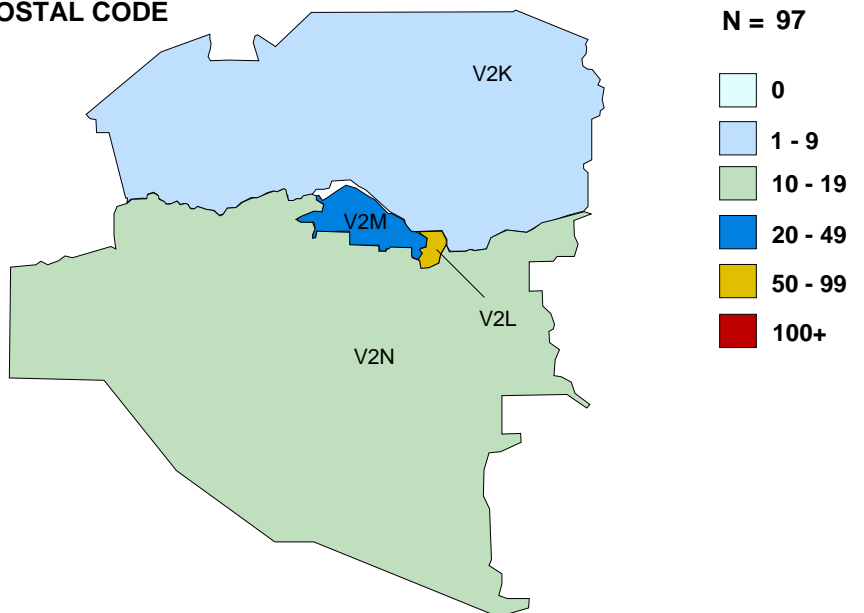 OSTAL CODE
N = 97
V2K
0
1 - 9
10 - 19
V2M
20 - 49
50 - 99
V2L
100+
V2N